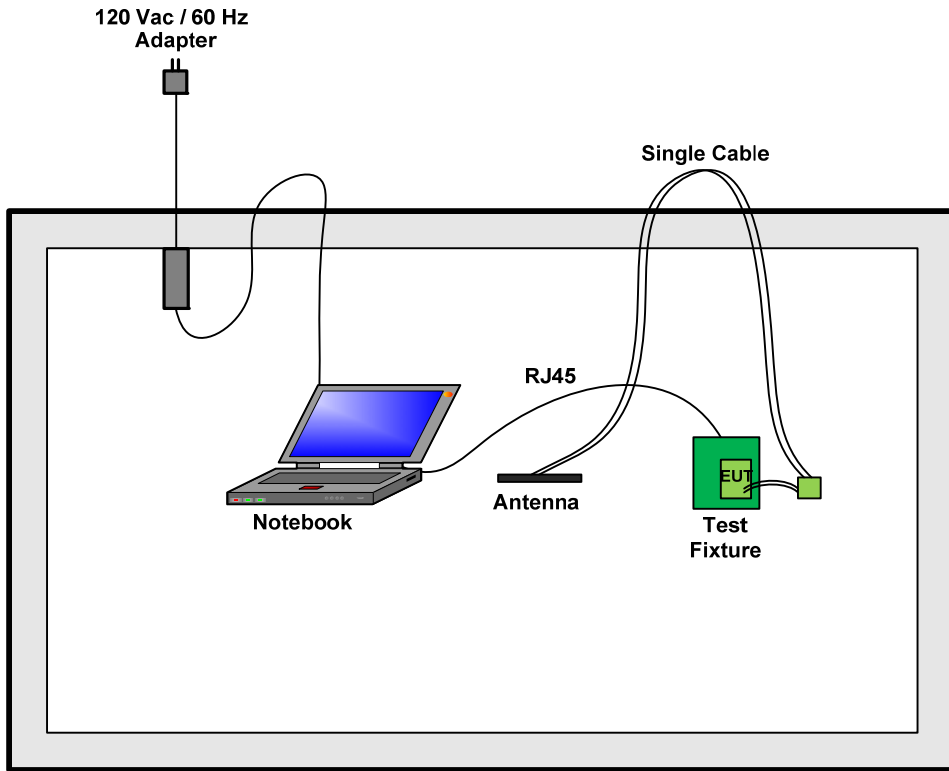 120 Vac / 60 Hz
Adapter
Single Cable
RJ45
EUT
Notebook
Antenna
Test
Fixture